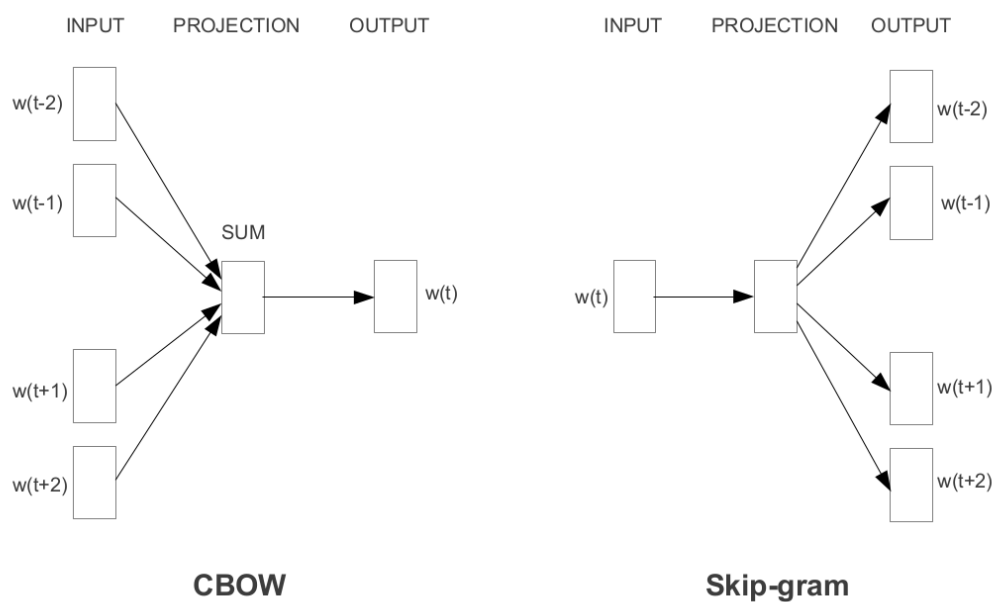 INPUT PROJECTION OUTPUT
w(t-2)
w(t-1)
SUM
w(t)
w(t+1)
w(t+2)
CBOW
INPUT PROJECTION OUTPUT
w(t-2)
w(t-1)
w(t)
w(t+1)
w(t+2)
Skip-gram